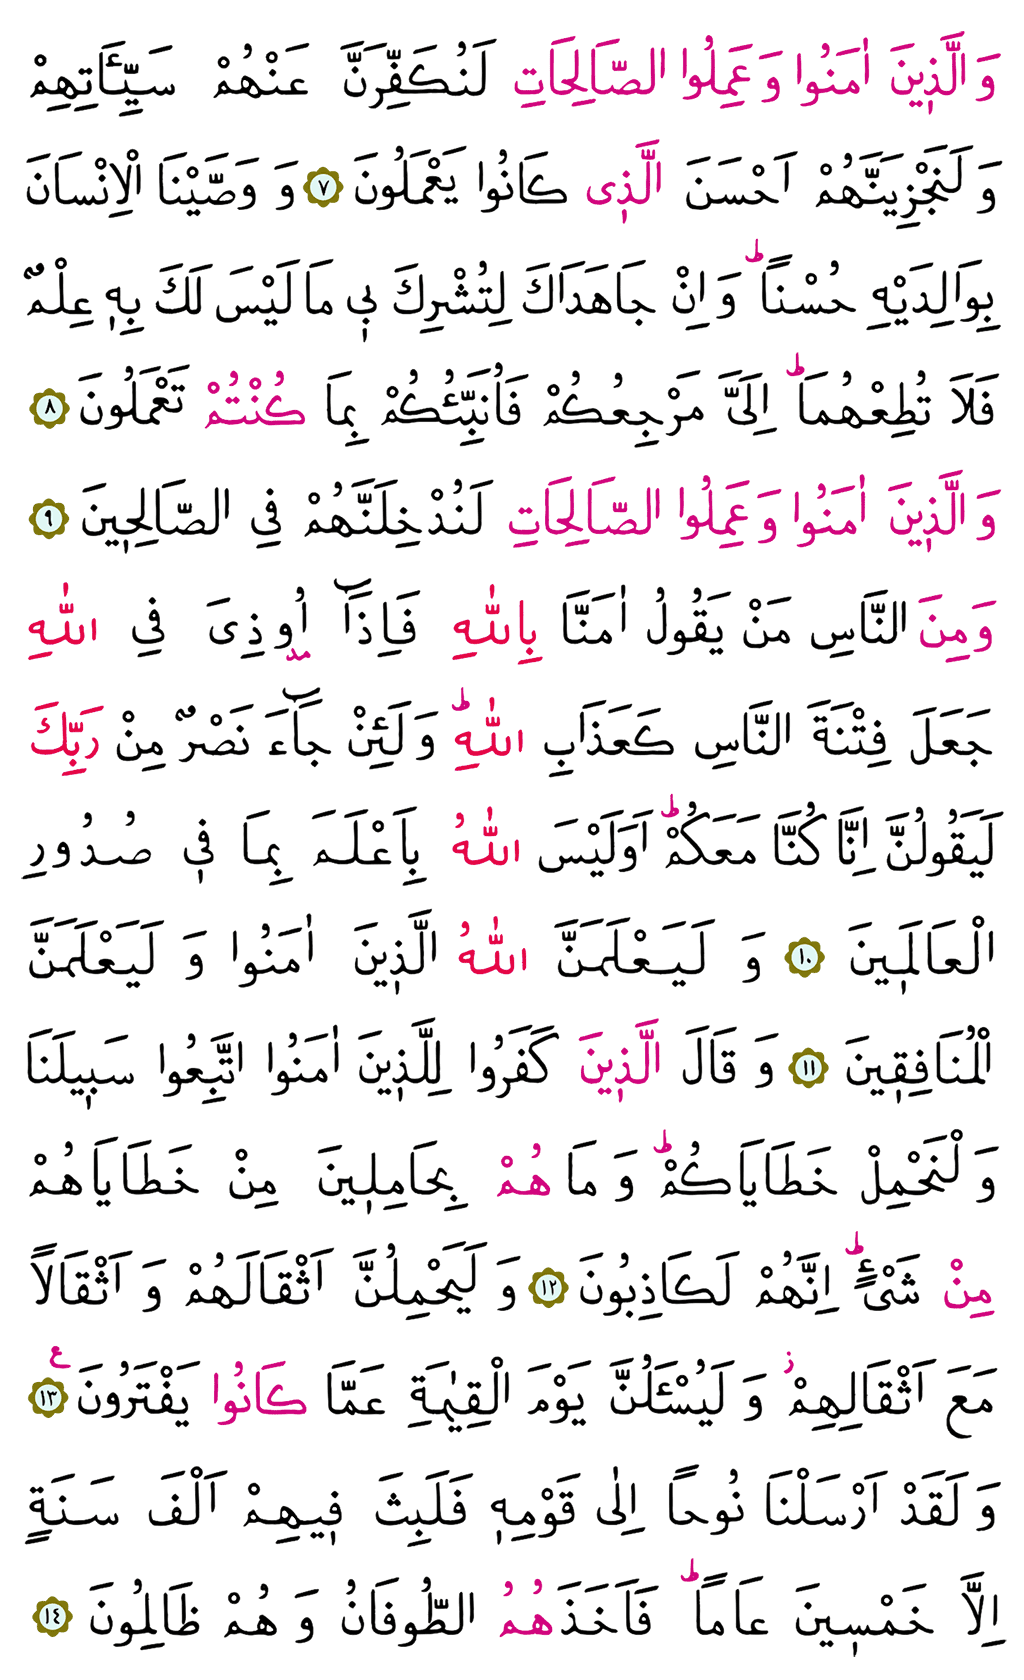 وَالَّذ۪ينَ اٰمَنُوا وَعَمِلُوا الصَّالِحَاتِ لَنُكَفِّرَنَّ عَنْهُمْ سَيِّـَٔاتِهِمْ
وَلَنَجْزِيَنَّهُمْ اَحْسَنَ الَّذ۪ى كَانُوا يَعْمَلُونَ ﴿٧﴾ وَ وَصَّيْنَا الْاِنْسَانَ
بِوَالِدَيْهِ حُسْنًا ۜؕ وَاِنْ جَاهَدَاكَ لِتُشْرِكَ ب۪ى مَا لَيْسَ لَكَ بِه۪ عِلْمٌ
فَلَا تُطِعْهُمَا ؕ اِلَىَّ مَرْجِعُكُمْ فَاُنَبِّئُكُمْ بِمَا كُنْتُمْ تَعْمَلُونَ ﴿٨﴾
وَالَّذ۪ينَ اٰمَنُوا وَعَمِلُوا الصَّالِحَاتِ لَنُدْخِلَنَّهُمْ فِى الصَّالِح۪ينَ ﴿٩﴾
وَمِنَ النَّاسِ مَنْ يَقُولُ اٰمَنَّا بِاللّٰهِ فَاِذَٓا اُو۫ذِىَ فِى اللّٰهِ
جَعَلَ فِتْنَةَ النَّاسِ كَعَذَابِ اللّٰهِ ؕ وَلَئِنْ جَٓاءَ نَصْرٌ مِنْ رَبِّكَ
لَيَقُولُنَّ اِنَّا كُنَّا مَعَكُمْ ؕ اَوَلَيْسَ اللّٰهُ بِاَعْلَمَ بِمَا ف۪ى صُدُورِ
الْعَالَم۪ينَ ﴿١٠﴾ وَ لَيَعْلَمَنَّ اللّٰهُ الَّذ۪ينَ اٰمَنُوا وَ لَيَعْلَمَنَّ
الْمُنَافِق۪ينَ ﴿١١﴾ وَ قَالَ الَّذ۪ينَ كَفَرُوا لِلَّذ۪ينَ اٰمَنُوا اتَّبِعُوا سَب۪يلَنَا
وَلْنَحْمِلْ خَطَايَاكُمْ ؕ وَ مَا هُمْ بِحَامِل۪ينَ مِنْ خَطَايَاهُمْ
مِنْ شَىْءٍ ؕ اِنَّهُمْ لَكَاذِبُونَ ﴿١٢﴾ وَ لَيَحْمِلُنَّ اَثْقَالَهُمْ وَ اَثْقَالًا
مَعَ اَثْقَالِهِمْ ز وَ لَيُسْـَٔلُنَّ يَوْمَ الْقِيٰمَةِ عَمَّا كَانُوا يَفْتَرُونَ ﴿١٣﴾ ع
وَ لَقَدْ اَرْسَلْنَا نُوحًا اِلٰى قَوْمِه۪ فَلَبِثَ ف۪يهِمْ اَلْفَ سَنَةٍ
اِلَّا خَمْس۪ينَ عَامًا ؕ فَاَخَذَهُمُ الطُّوفَانُ وَ هُمْ ظَالِمُونَ ﴿١٤﴾